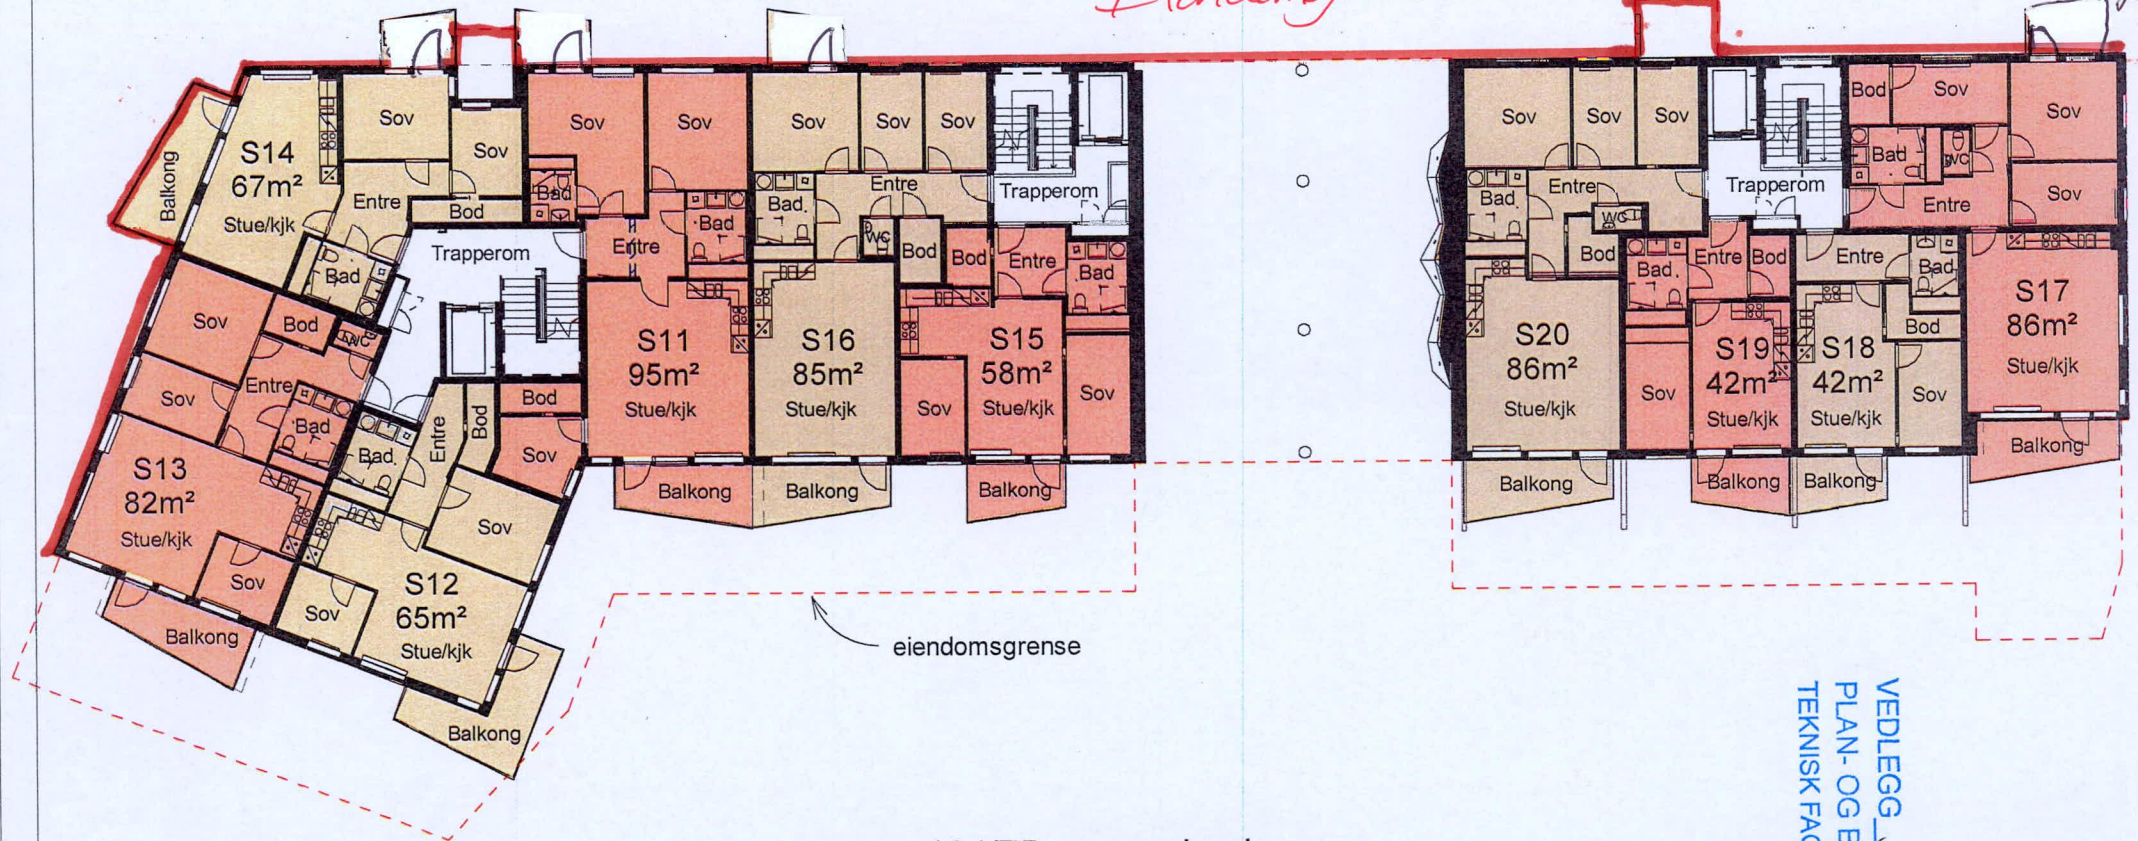 S14
67m²
Stue/kjk
Balkong
Sov
Sov
Entre
Bod
Bad
Trapperom
Sov
Sov
Bad
Entre
Bad
S11
95m²
Stue/kjk
Bod
Sov
Balkong
Sov
Sov
Sov
Entre
Bad
WC
Bod
S16
85m²
Stue/kjk
Balkong
Trapperom
Bod
Entre
Bad
S15
58m²
Stue/kjk
Sov
Sov
Balkong
Sov
Bod
WC
Entre
Sov
Bad
S13
82m²
Stue/kjk
Sov
Balkong
Bad
Entre
Bod
Sov
S12
65m²
Stue/kjk
Sov
Balkong
eiendomsgrense
Sov
Sov
Sov
Bad
Entre
WC
Bod
S20
86m²
Stue/kjk
Balkong
Trapperom
Bad
Entre
Bod
S19
42m²
Stue/kjk
Sov
Balkong
Entre
Bad
Bod
S18
42m²
Stue/kjk
Sov
Balkong
Bod
Sov
Sov
Bad
WC
Sov
Entre
S17
86m²
Stue/kjk
Balkong
VEDLEGG
PLAN- OG
TEKNISK